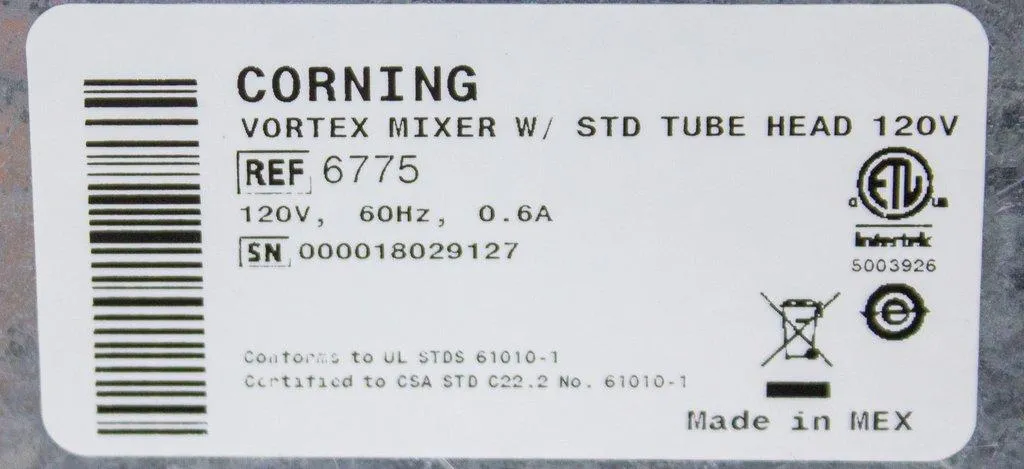 CORNING
VORTEX MIXER W/ STD TUBE HEAD 120V
REF 6775
120V, 60Hz, 0.6A
SN 000018029127
ETL
c us
Intertek
5003926
e
Conforms to UL STDS 61010-1
Certified to CSA STD C22.2 No. 61010-1
Made in MEX